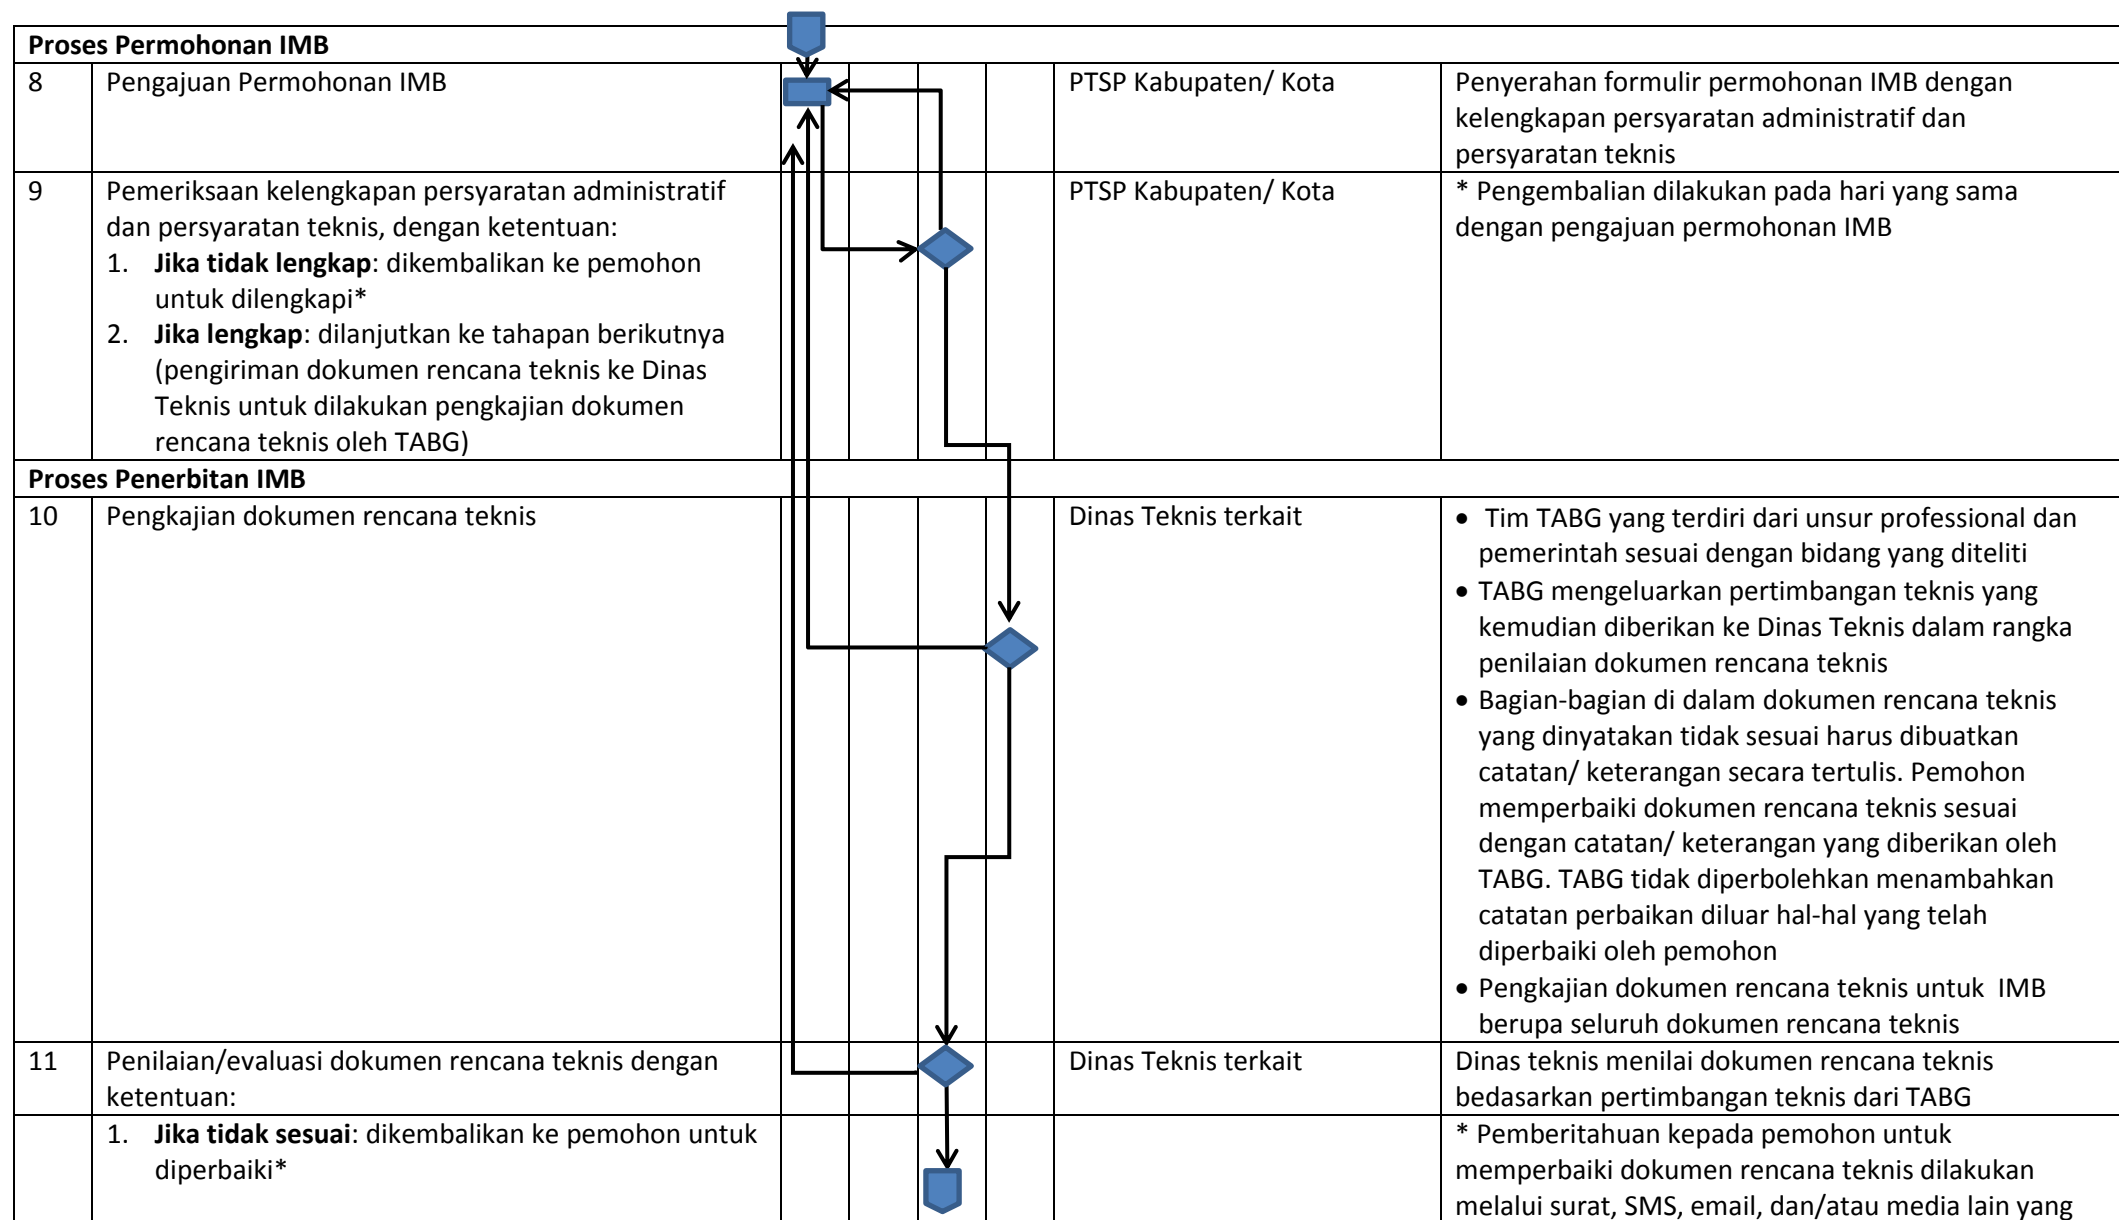 Proses Permohonan IMB
8 Pengajuan Permohonan IMB PTSP Kabupaten/ Kota Penyerahan formulir permohonan IMB dengan
kelengkapan persyaratan administratif dan
persyaratan teknis
9 Pemeriksaan kelengkapan persyaratan administratif PTSP Kabupaten/ Kota * Pengembalian dilakukan pada hari yang sama
dan persyaratan teknis, dengan ketentuan: dengan pengajuan permohonan IMB
1. Jika tidak lengkap: dikembalikan ke pemohon
untuk dilengkapi*
2. Jika lengkap: dilanjutkan ke tahapan berikutnya
(pengiriman dokumen rencana teknis ke Dinas
Teknis untuk dilakukan pengkajian dokumen
rencana teknis oleh TABG)
Proses Penerbitan IMB
10 Pengkajian dokumen rencana teknis Dinas Teknis terkait • Tim TABG yang terdiri dari unsur professional dan
pemerintah sesuai dengan bidang yang diteliti
• TABG mengeluarkan pertimbangan teknis yang
kemudian diberikan ke Dinas Teknis dalam rangka
penilaian dokumen rencana teknis
• Bagian-bagian di dalam dokumen rencana teknis
yang dinyatakan tidak sesuai harus dibuatkan
catatan/ keterangan secara tertulis. Pemohon
memperbaiki dokumen rencana teknis sesuai
dengan catatan/ keterangan yang diberikan oleh
TABG. TABG tidak diperbolehkan menambahkan
catatan perbaikan diluar hal-hal yang telah
diperbaiki oleh pemohon
• Pengkajian dokumen rencana teknis untuk IMB
berupa seluruh dokumen rencana teknis
11 Penilaian/evaluasi dokumen rencana teknis dengan Dinas Teknis terkait Dinas teknis menilai dokumen rencana teknis
ketentuan: bedasarkan pertimbangan teknis dari TABG
1. Jika tidak sesuai: dikembalikan ke pemohon untuk * Pemberitahuan kepada pemohon untuk
diperbaiki* memperbaiki dokumen rencana teknis dilakukan
melalui surat, SMS, email, dan/atau media lain yang